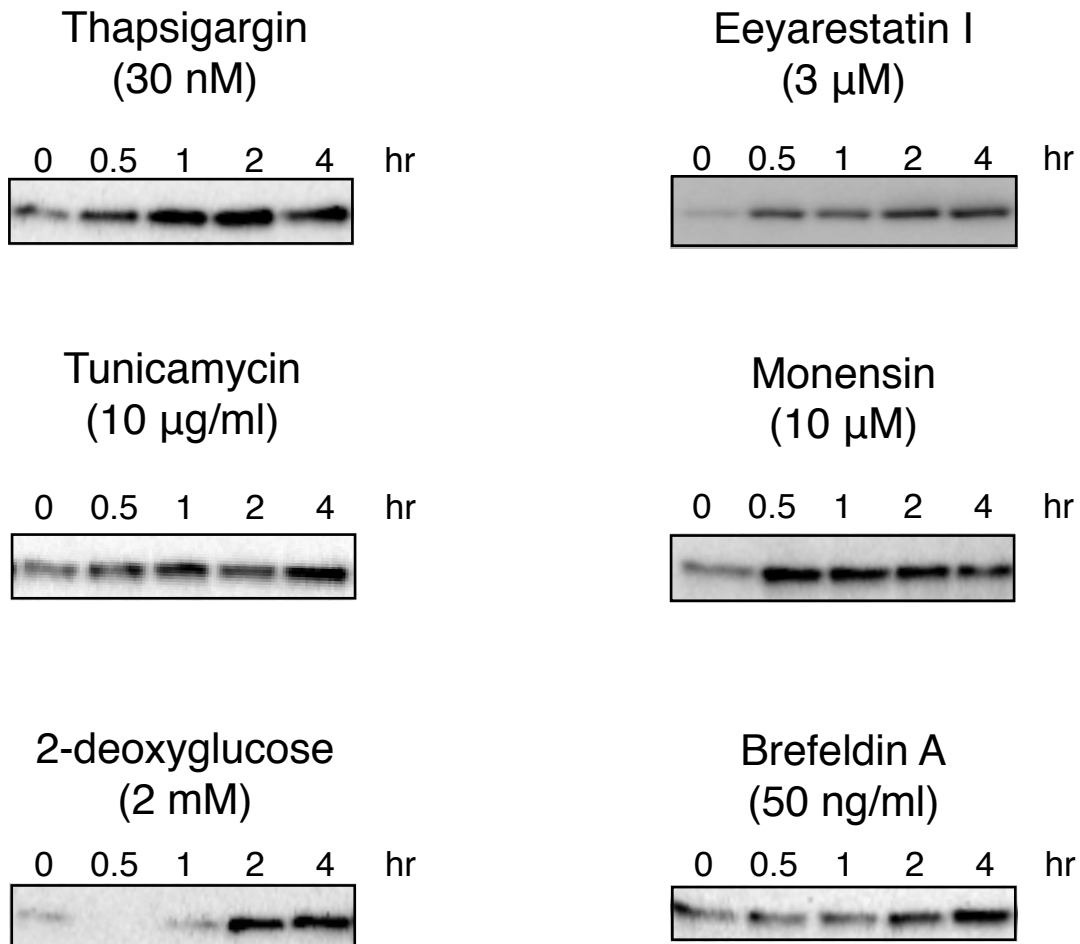 Thapsigargin
(30 nM)
0 0.5 1 2 4 hr
Eeyarestatin I
(3 µM)
0 0.5 1 2 4 hr
Tunicamycin
(10 µg/ml)
0 0.5 1 2 4 hr
Monensin
(10 µM)
0 0.5 1 2 4 hr
2-deoxyglucose
(2 mM)
0 0.5 1 2 4 hr
Brefeldin A
(50 ng/ml)
0 0.5 1 2 4 hr